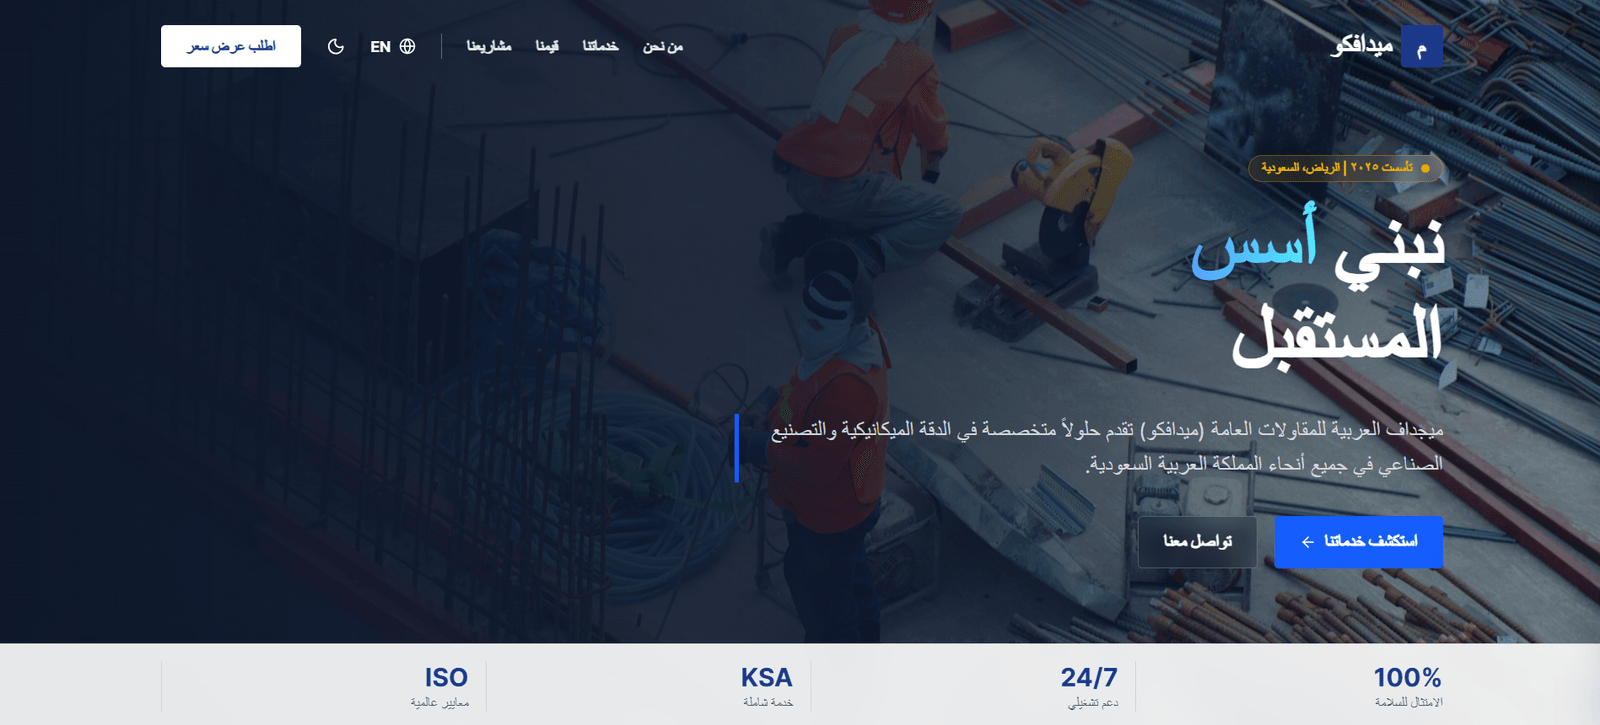 م ميدافكو
من نحن
خدماتنا
قيمنا
مشاريعنا
EN
اطلب عرض سعر
تأسست ٢٠٢٥ | الرياض، السعودية
نبني أسس
المستقبل
ميجداف العربية للمقاولات العامة (ميدافكو) تقدم حلولاً متخصصة في الدقة الميكانيكية والتصنيع
الصناعي في جميع أنحاء المملكة العربية السعودية.
استكشف خدماتنا
تواصل معنا
100%
الامتثال للسلامة
24/7
دعم تشغيلي
KSA
خدمة شاملة
ISO
معايير عالمية